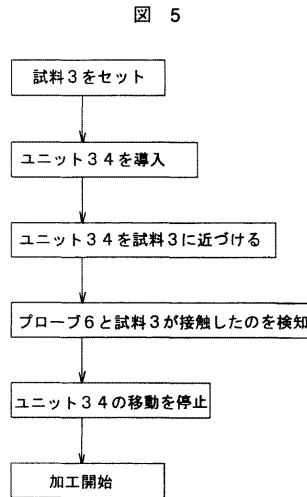 図 5
試料3をセット
ユニット34を導入
ユニット34を試料3に近づける
プローブ6と試料3が接触したのを検知
ユニット34の移動を停止
加工開始